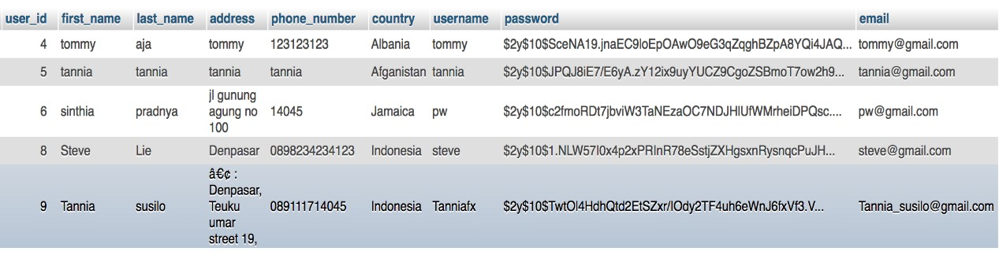 user_id first_name last_name address phone_number country username password email
4 tommy aja tommy 123123123 Albania tommy $2y$10$SceNA19.jnaEC9loEpOAwO9eG3qZqghBZpA8YQi4JAQ... tommy@gmail.com
5 tannia tannia tannia tannia Afganistan tannia $2y$10$JPQJ8iE7/E6yA.zY12ix9uyYUCZ9CgoZSBmoT7ow2h9... tannia@gmail.com
jl gunung
6 sinthia pradnya agung no 14045 Jamaica pw $2y$10$c2fmoRDt7jbviW3TaNEzaOC7NDJHlUfWMrheiDPQsc.... pw@gmail.com
100
8 Steve Lie Denpasar 0898234234123 Indonesia steve $2y$10$1.NLW57I0x4p2xPRlnR78eSstjZXHgsxnRysnqcPuJH... steve@gmail.com
â€¢ :
Denpasar,
9 Tannia susilo Teuku 089111714045 Indonesia Tanniafx $2y$10$TwtOl4HdhQtd2EtSZxr/lOdy2TF4uh6eWnJ6fxVf3.V... Tannia_susilo@gmail.com
umar
street 19,